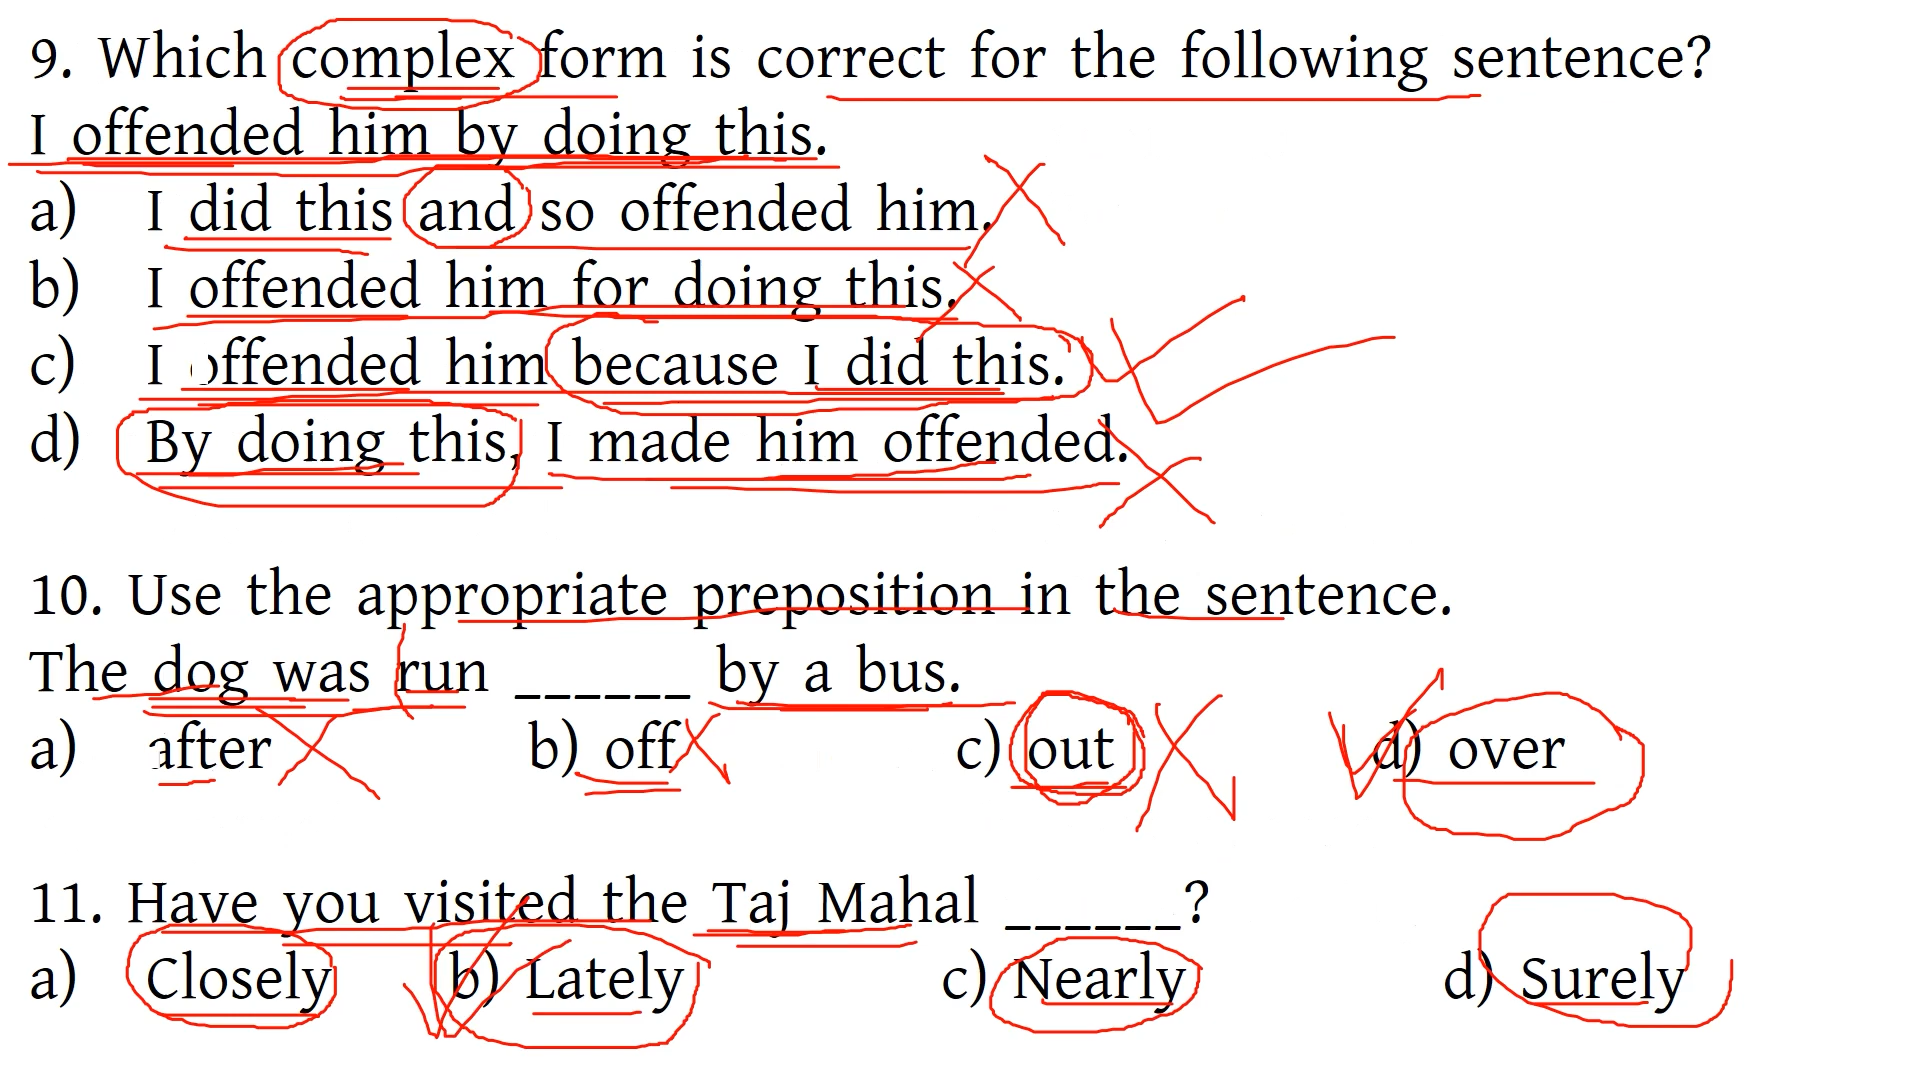 9. Which complex form is correct for the following sentence?
I offended him by doing this.
a) I did this and so offended him.
b) I offended him for doing this.
c) I offended him because I did this.
d) By doing this, I made him offended.
10. Use the appropriate preposition in the sentence.
The dog was run ______ by a bus.
a) after b) off c) out d) over
11. Have you visited the Taj Mahal ______?
a) Closely b) Lately c) Nearly d) Surely